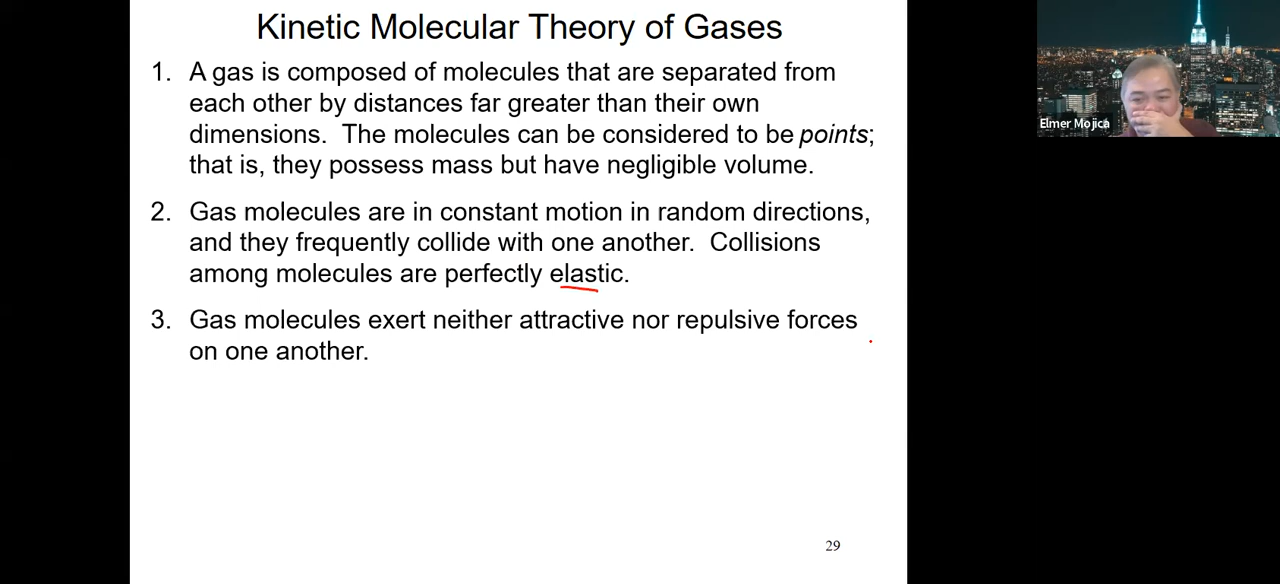 Kinetic Molecular Theory of Gases
1. A gas is composed of molecules that are separated from
each other by distances far greater than their own
dimensions. The molecules can be considered to be points;
that is, they possess mass but have negligible volume.
2. Gas molecules are in constant motion in random directions,
and they frequently collide with one another. Collisions
among molecules are perfectly elastic.
3. Gas molecules exert neither attractive nor repulsive forces
on one another.
29
Elmer Mojica